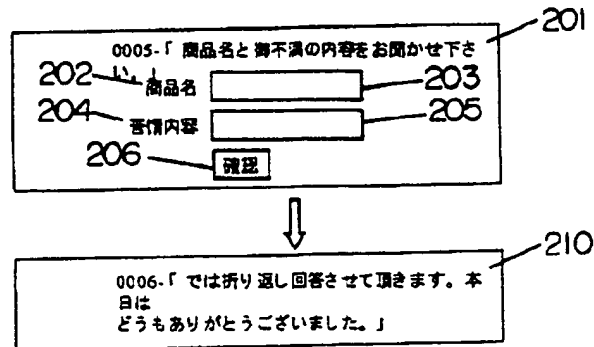 201
0005-「 商品名と御不満の内容をお聞かせ下さ
い。」
202 商品名 203
204 苦情内容 205
206 確認
210
0006-「 では折り返し回答させて頂きます。本
日は
どうもありがとうございました。」